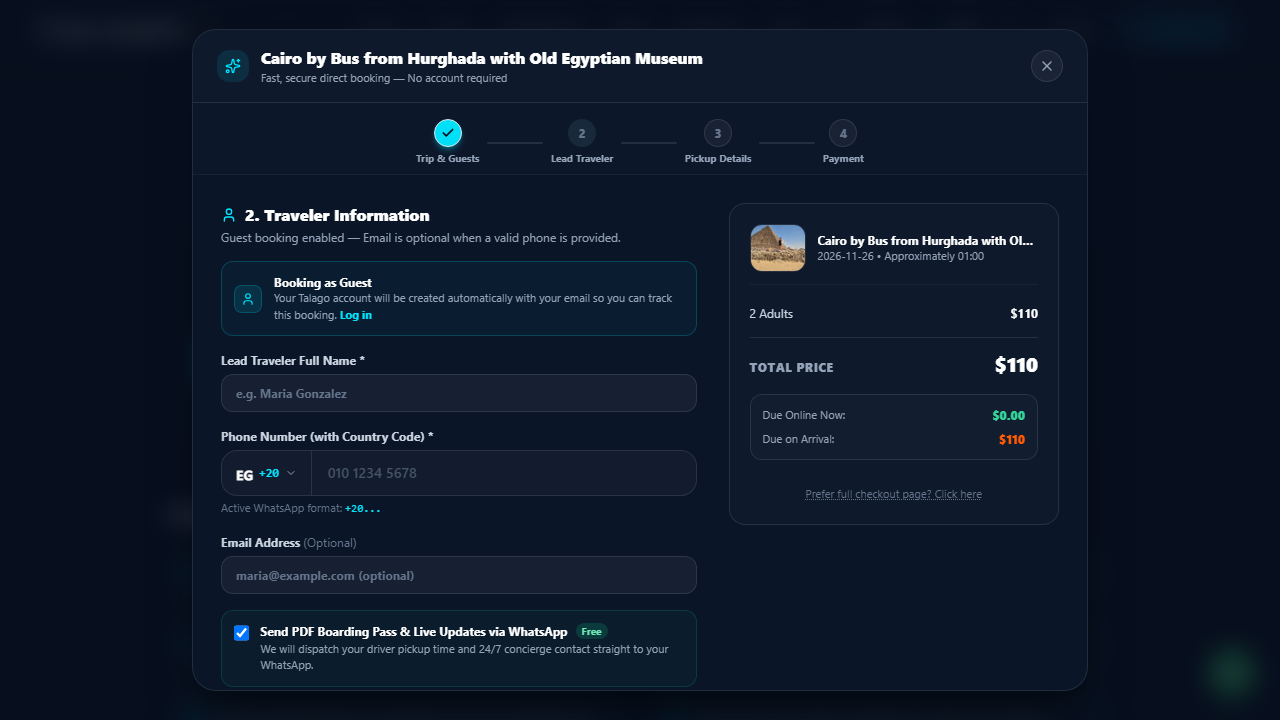 Cairo by Bus from Hurghada with Old Egyptian Museum
Fast, secure direct booking — No account required
2
3
4
Trip & Guests
Lead Traveler
Pickup Details
Payment
2. Traveler Information
Guest booking enabled — Email is optional when a valid phone is provided.
Booking as Guest
Your Talago account will be created automatically with your email so you can track
this booking. Log in
Lead Traveler Full Name *
e.g. Maria Gonzalez
Phone Number (with Country Code) *
EG +20
010 1234 5678
Active WhatsApp format: +20...
Email Address (Optional)
maria@example.com (optional)
Send PDF Boarding Pass & Live Updates via WhatsApp Free
We will dispatch your driver pickup time and 24/7 concierge contact straight to your
WhatsApp.
Cairo by Bus from Hurghada with Ol...
2026-11-26 • Approximately 01:00
2 Adults $110
TOTAL PRICE $110
Due Online Now: $0.00
Due on Arrival: $110
Prefer full checkout page? Click here